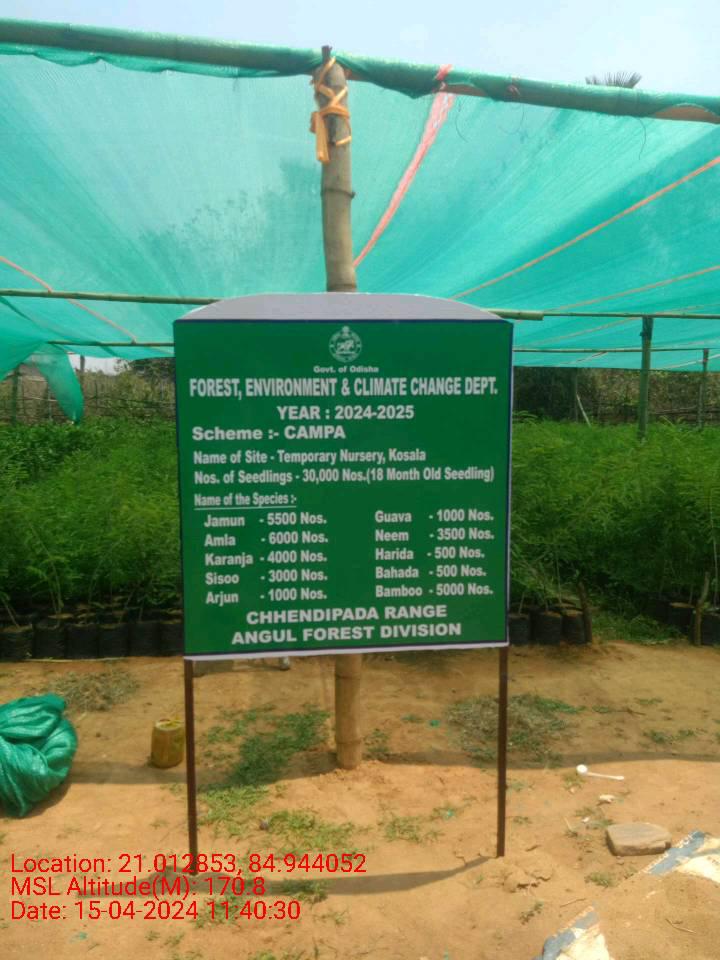 Govt. of Odisha
FOREST, ENVIRONMENT & CLIMATE CHANGE DEPT.
YEAR : 2024-2025
Scheme :- CAMPA
Name of Site - Temporary Nursery, Kosala
Nos. of Seedlings - 30,000 Nos.(18 Month Old Seedling)
Name of the Species :-
Jamun - 5500 Nos.
Amla - 6000 Nos.
Karanja - 4000 Nos.
Sisoo - 3000 Nos.
Arjun - 1000 Nos.
Guava - 1000 Nos.
Neem - 3500 Nos.
Harida - 500 Nos.
Bahada - 500 Nos.
Bamboo - 5000 Nos.
CHHENDIPADA RANGE
ANGUL FOREST DIVISION
Location: 21.012853, 84.944052
MSL Altitude(M): 170.8
Date: 15-04-2024 11:40:30